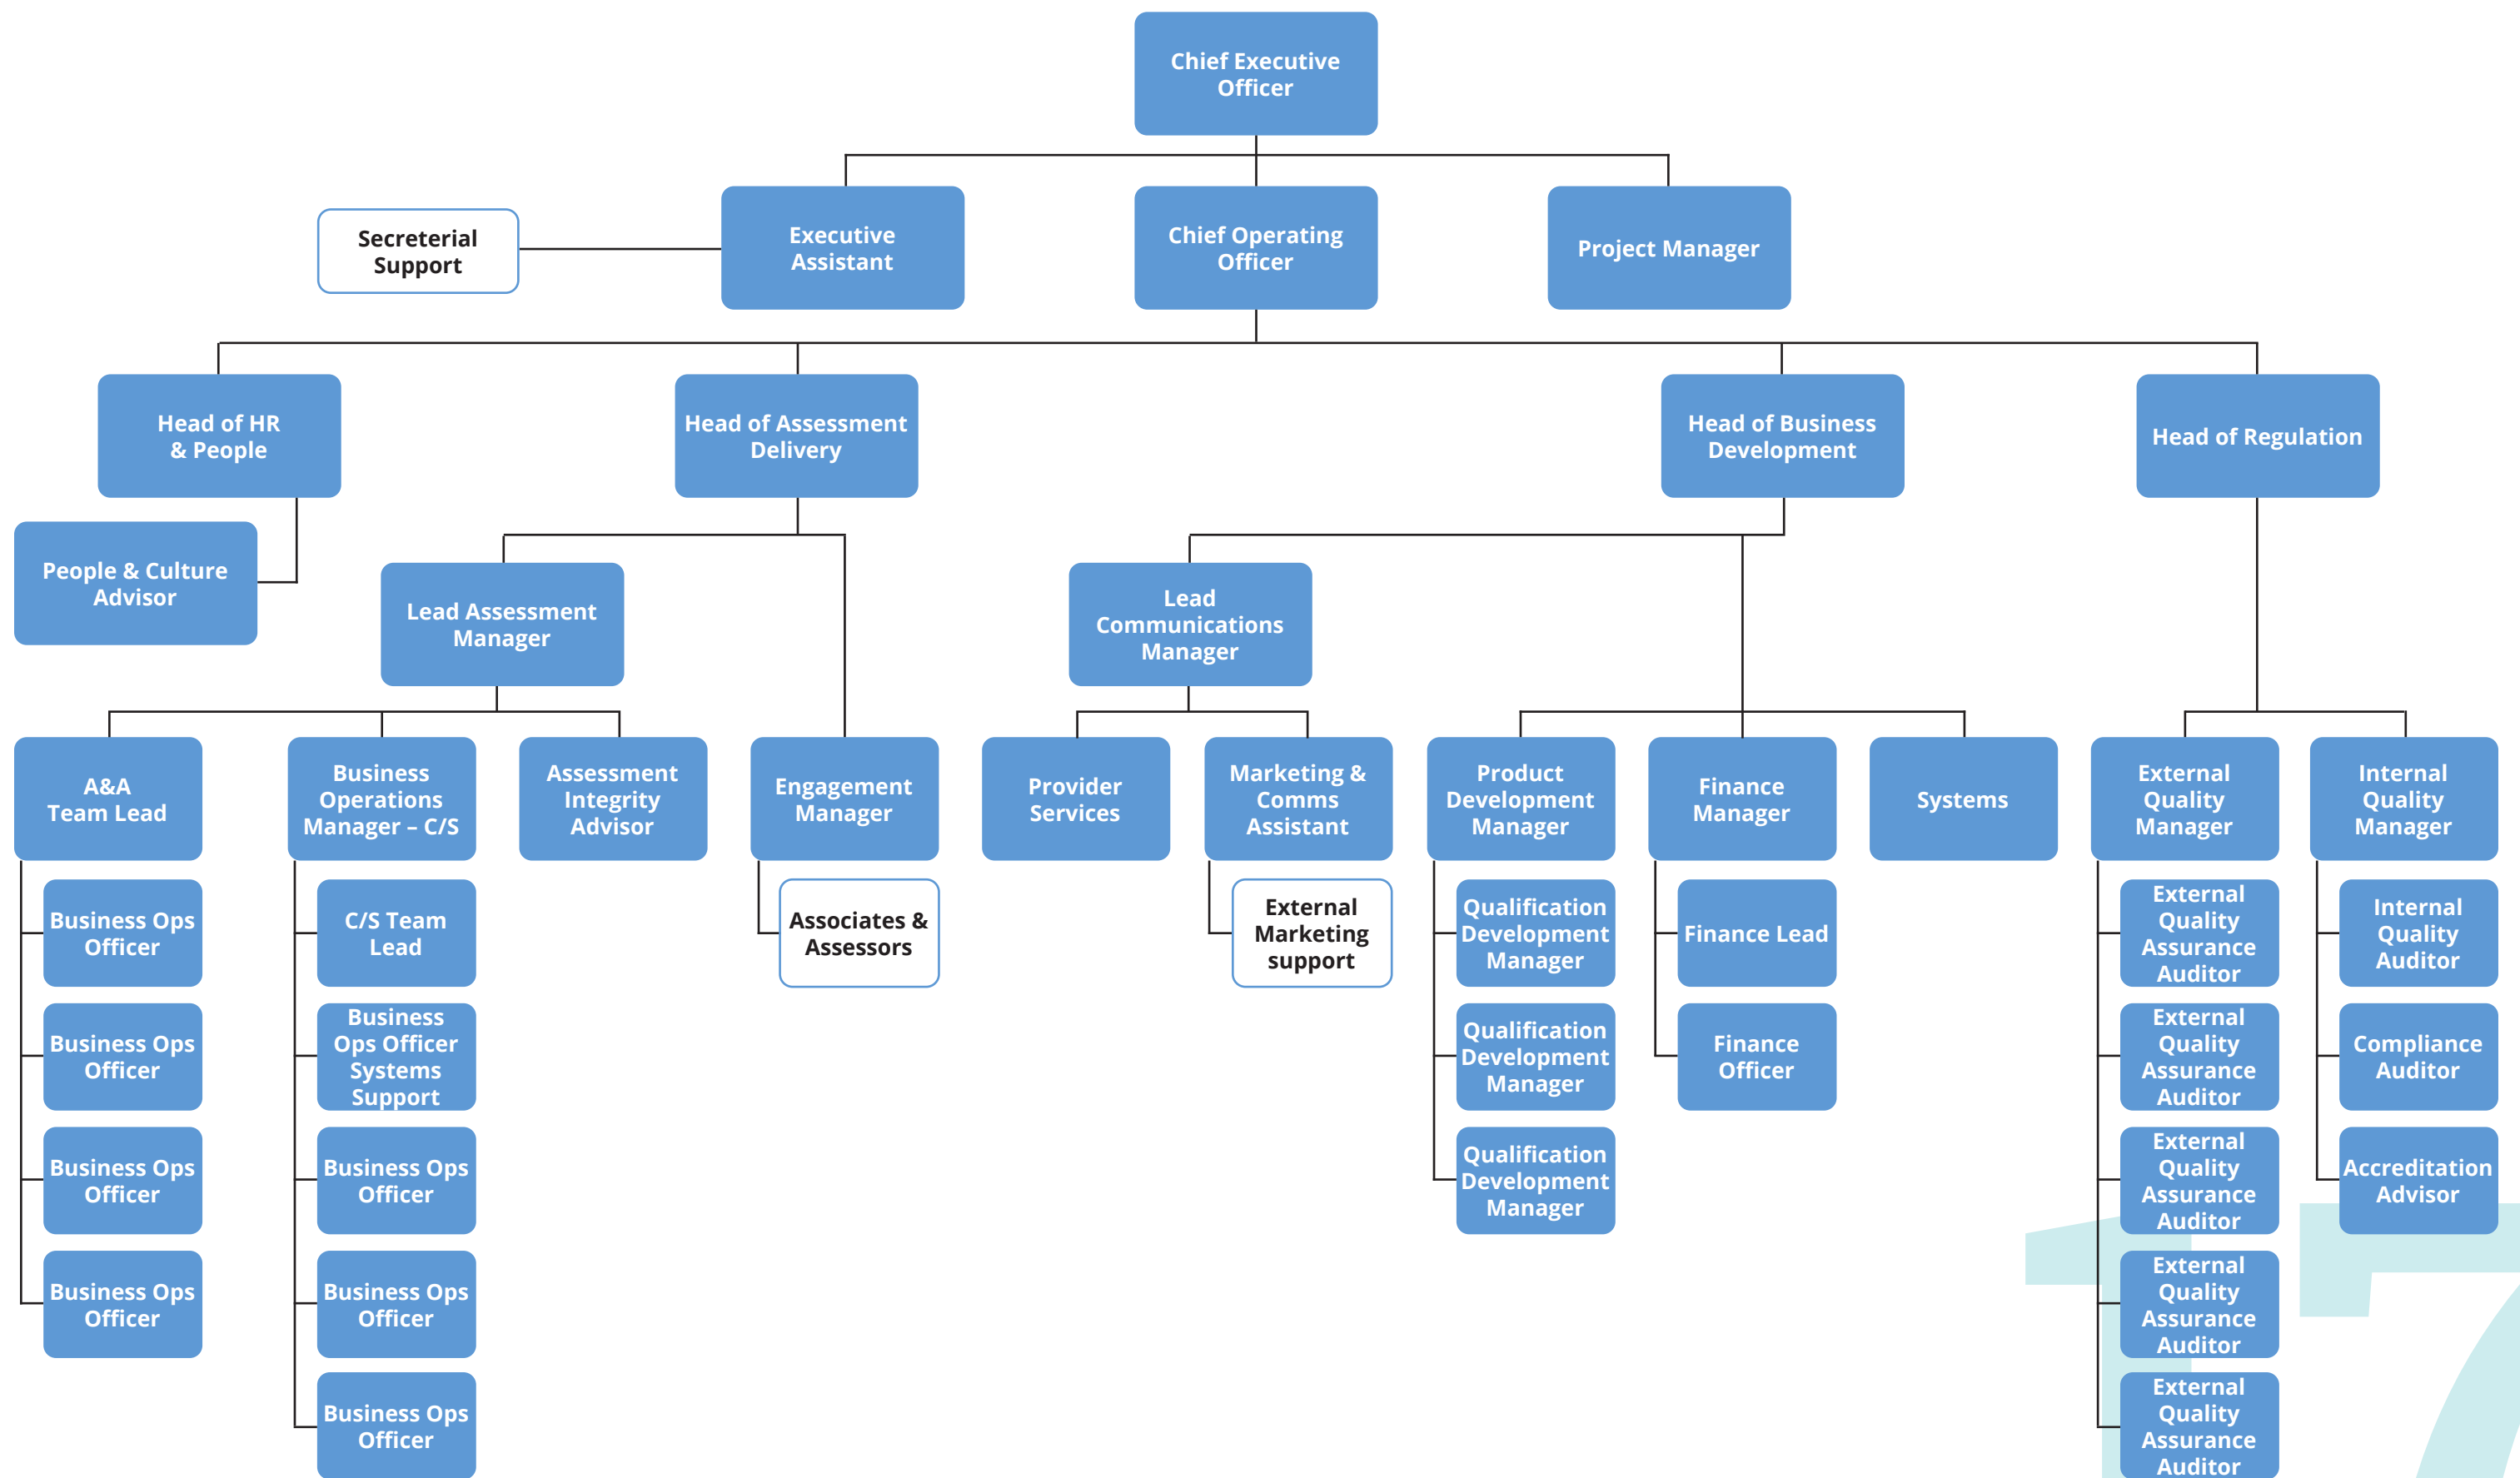 Chief Executive
Officer
Secreterial
Support
Executive
Assistant
Chief Operating
Officer
Project Manager
Head of HR
& People
Head of Assessment
Delivery
Head of Business
Development
Head of Regulation
People & Culture
Advisor
Lead Assessment
Manager
Lead
Communications
Manager
A&A
Team Lead
Business
Operations
Manager – C/S
Assessment
Integrity
Advisor
Engagement
Manager
Provider
Services
Marketing &
Comms
Assistant
Product
Development
Manager
Finance
Manager
Systems
External
Quality
Manager
Internal
Quality
Manager
Business Ops
Officer
C/S Team
Lead
Associates &
Assessors
External
Marketing
support
Qualification
Development
Manager
Finance Lead
External
Quality
Assurance
Auditor
Internal
Quality
Auditor
Business Ops
Officer
Business
Ops Officer
Systems
Support
Qualification
Development
Manager
Finance
Officer
External
Quality
Assurance
Auditor
Compliance
Auditor
Business Ops
Officer
Business Ops
Officer
Qualification
Development
Manager
External
Quality
Assurance
Auditor
Accreditation
Advisor
Business Ops
Officer
Business Ops
Officer
External
Quality
Assurance
Auditor
Business Ops
Officer
External
Quality
Assurance
Auditor
17